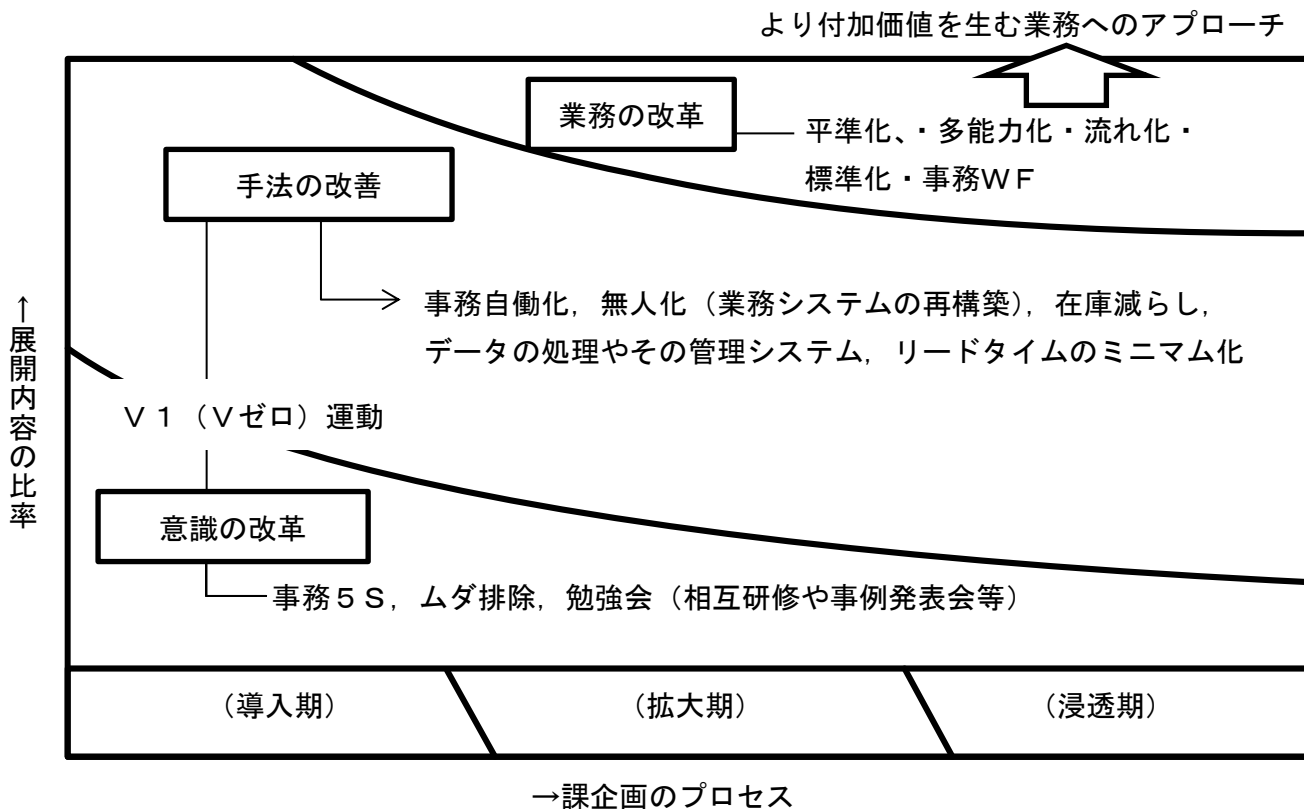 より付加価値を生む業務へのアプローチ
業務の改革
平準化、・多能力化・流れ化・
標準化・事務ＷＦ
手法の改善
事務自働化，無人化（業務システムの再構築），在庫減らし，
データの処理やその管理システム，リードタイムのミニマム化
↑展開内容の比率
Ｖ１（Ｖゼロ）運動
意識の改革
事務５Ｓ，ムダ排除，勉強会（相互研修や事例発表会等）
（導入期）
（拡大期）
（浸透期）
→課企画のプロセス